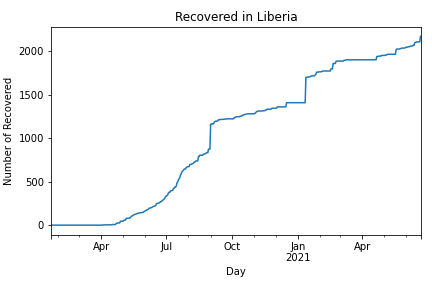 Recovered in Liberia
Number of Recovered
2000
1500
1000
500
0
Apr
Jul
Oct
Jan
2021
Apr
Day